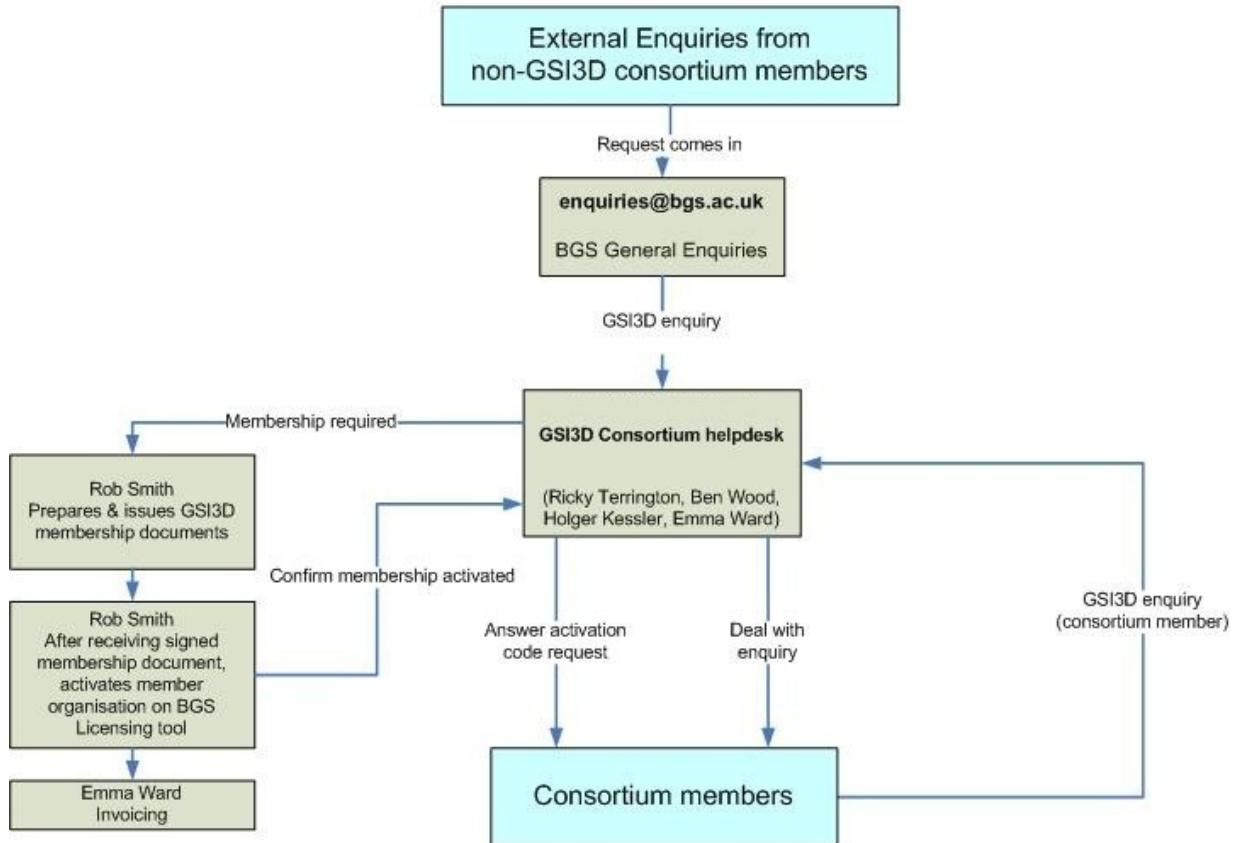 External Enquiries from
non-GSI3D consortium members
Request comes in
enquiries@bgs.ac.uk
BGS General Enquiries
GSI3D enquiry
Membership required
GSI3D Consortium helpdesk
(Ricky Terrington, Ben Wood,
Holger Kessler, Emma Ward)
Rob Smith
Prepares & issues GSI3D
membership documents
Confirm membership activated
Rob Smith
After receiving signed
membership document,
activates member
organisation on BGS
Licensing tool
Answer activation
code request
Deal with
enquiry
GSI3D enquiry
(consortium member)
Emma Ward
Invoicing
Consortium members